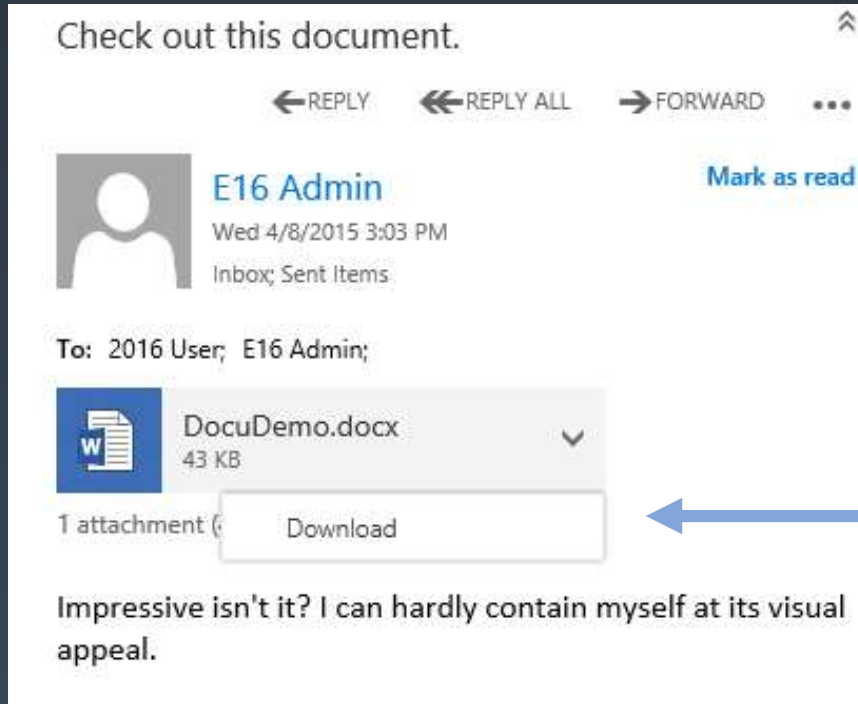 Check out this document.
REPLY REPLY ALL FORWARD
E16 Admin
Mark as read
Wed 4/8/2015 3:03 PM
Inbox; Sent Items
To: 2016 User; E16 Admin;
W
DocuDemo.docx
43 KB
1 attachment (
Download
Impressive isn't it? I can hardly contain myself at its visual
appeal.